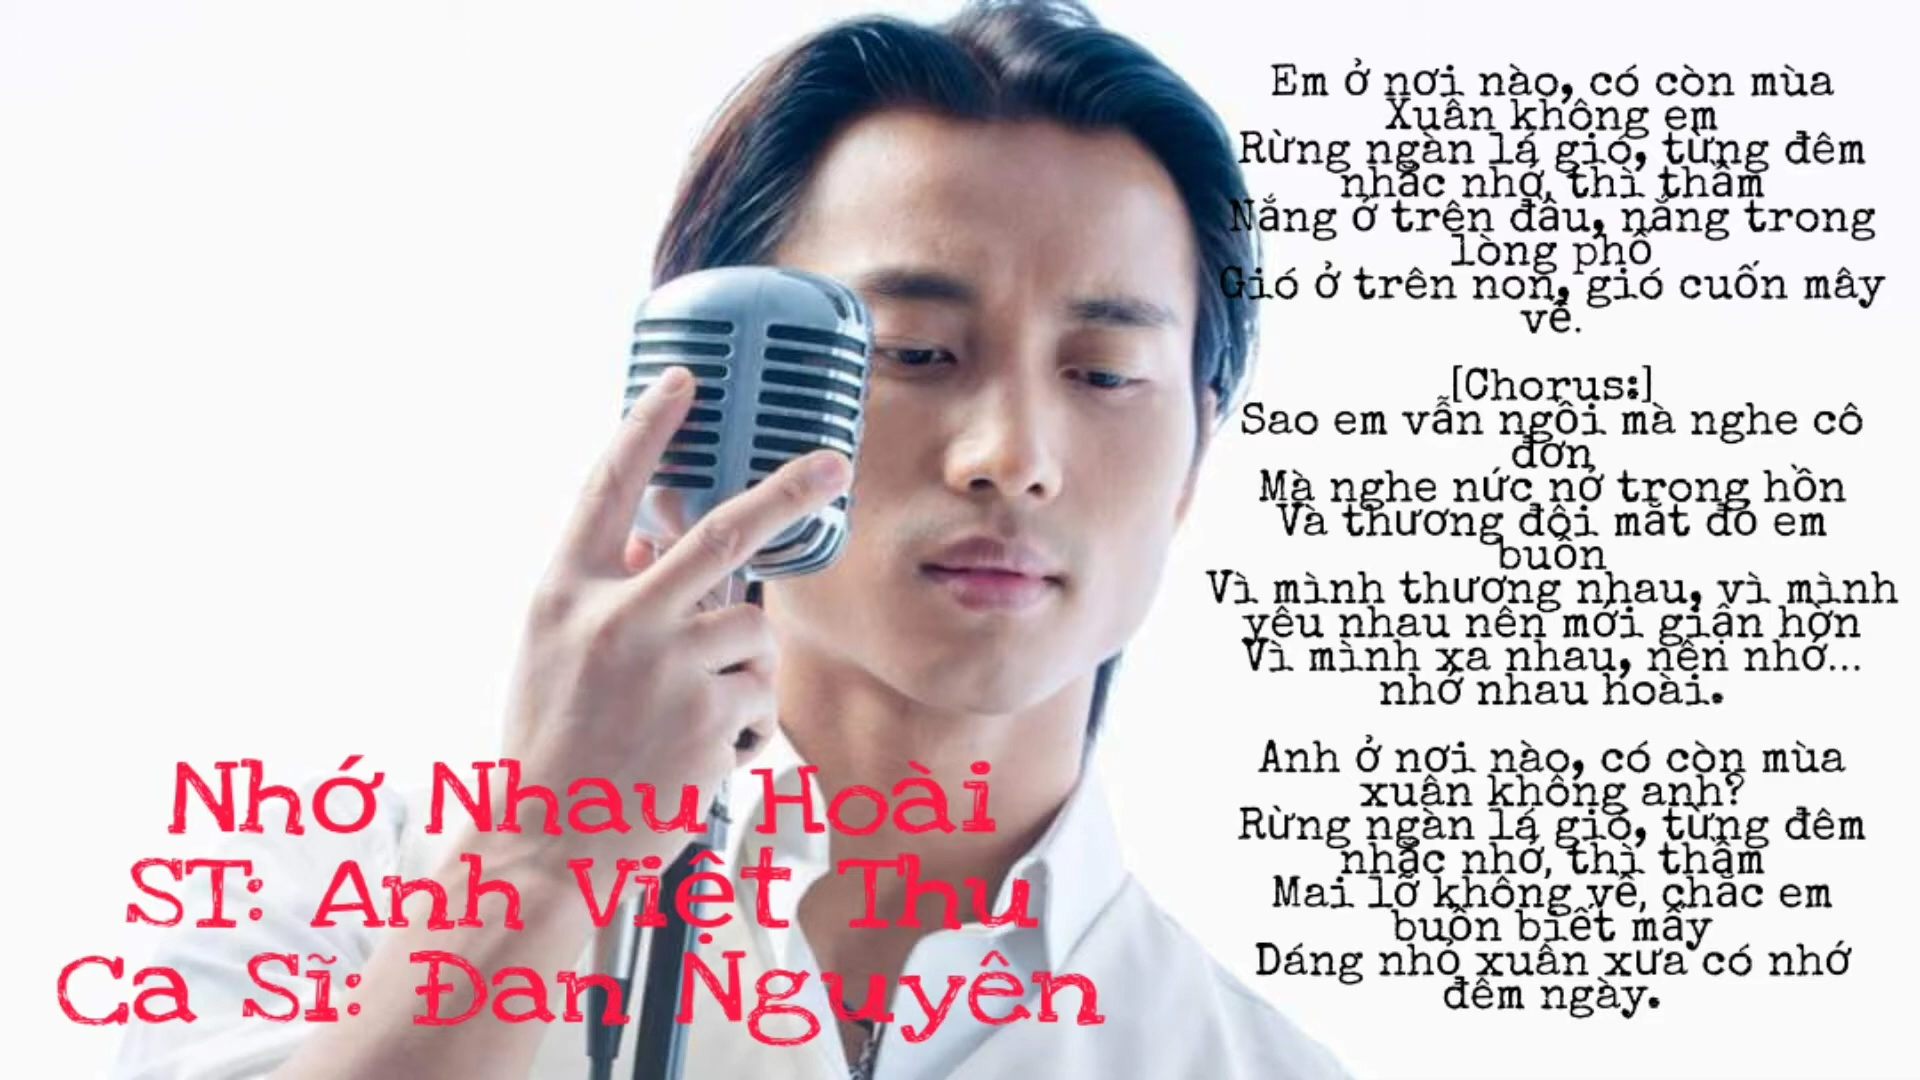 Em ở nơi nào, có còn mùa
Xuân không em
Rừng ngàn lá gió, từng đêm
nhắc nhớ, thì thầm
Nắng ở trên đầu, nắng trong
lòng phố
Gió ở trên non, gió cuốn mây
về.
[Chorus:]
Sao em vẫn ngồi mà nghe cô
đơn
Mà nghe nức nở trong hồn
Và thương đôi mắt đó em
buồn
Vì mình thương nhau, vì mình
yêu nhau nên mới giận hờn
Vì mình xa nhau, nên nhớ...
nhớ nhau hoài.
Anh ở nơi nào, có còn mùa
xuân không anh?
Rừng ngàn lá gió, từng đêm
nhắc nhớ, thì thầm
Mai lỡ không về, chắc em
buồn biết mấy
Dáng nhỏ xuân xưa có nhớ
đêm ngày.
Nhớ Nhau Hoài
ST: Anh Việt Thu
Ca Sĩ: Đan Nguyên